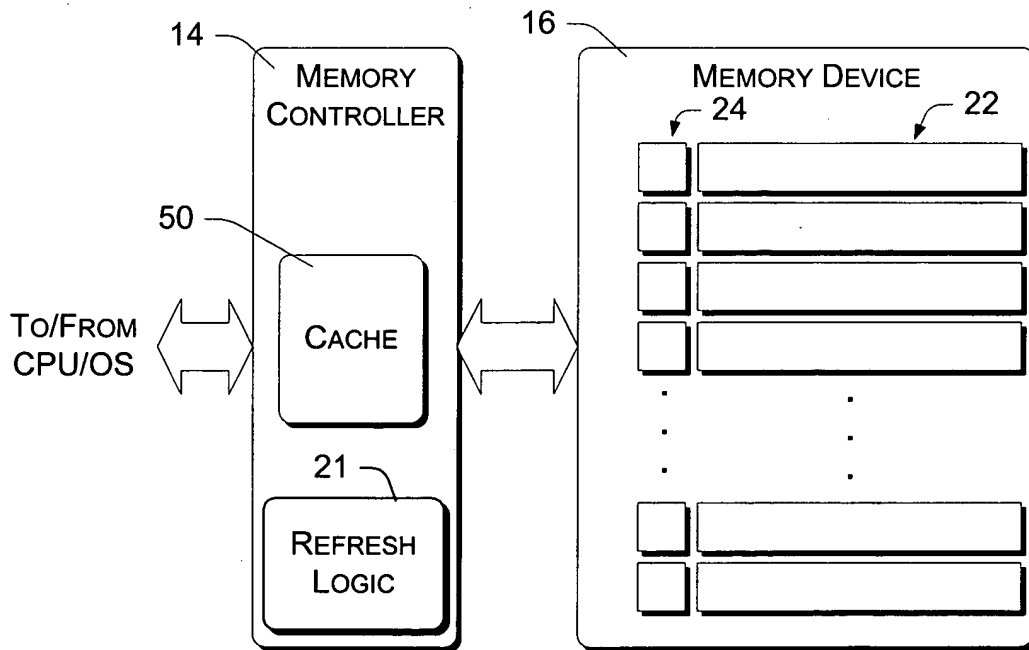 14
MEMORY
CONTROLLER
16
MEMORY DEVICE
24
22
50
CACHE
TO/FROM
CPU/OS
21
REFRESH
LOGIC